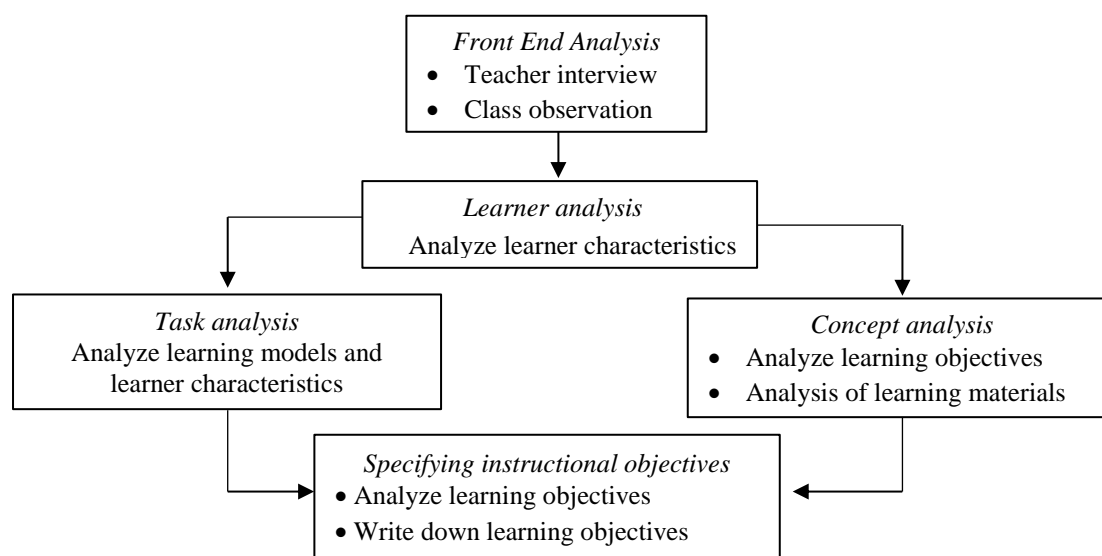 Front End Analysis
• Teacher interview
• Class observation
Learner analysis
Analyze learner characteristics
Task analysis
Analyze learning models and
learner characteristics
Concept analysis
• Analyze learning objectives
• Analysis of learning materials
Specifying instructional objectives
• Analyze learning objectives
• Write down learning objectives